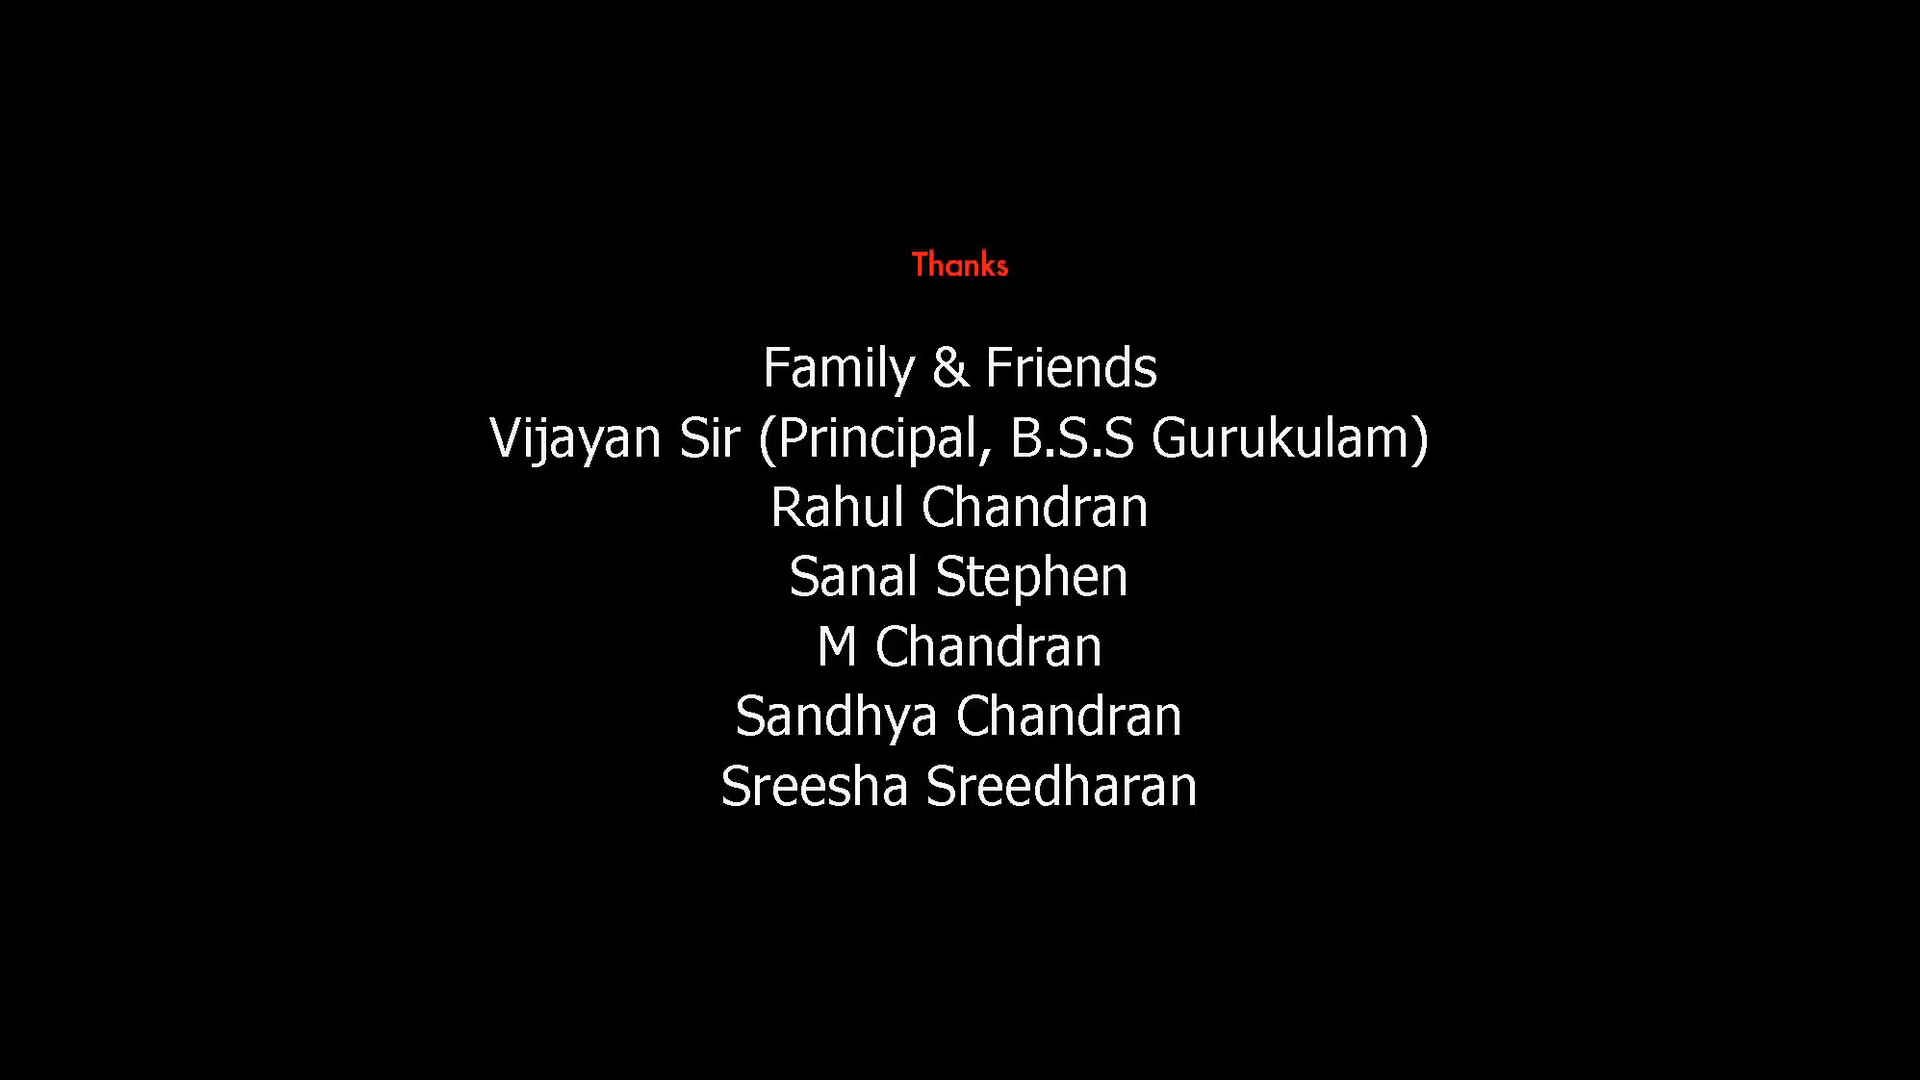 Thanks
Family & Friends
Vijayan Sir (Principal, B.S.S Gurukulam)
Rahul Chandran
Sanal Stephen
M Chandran
Sandhya Chandran
Sreesha Sreedharan